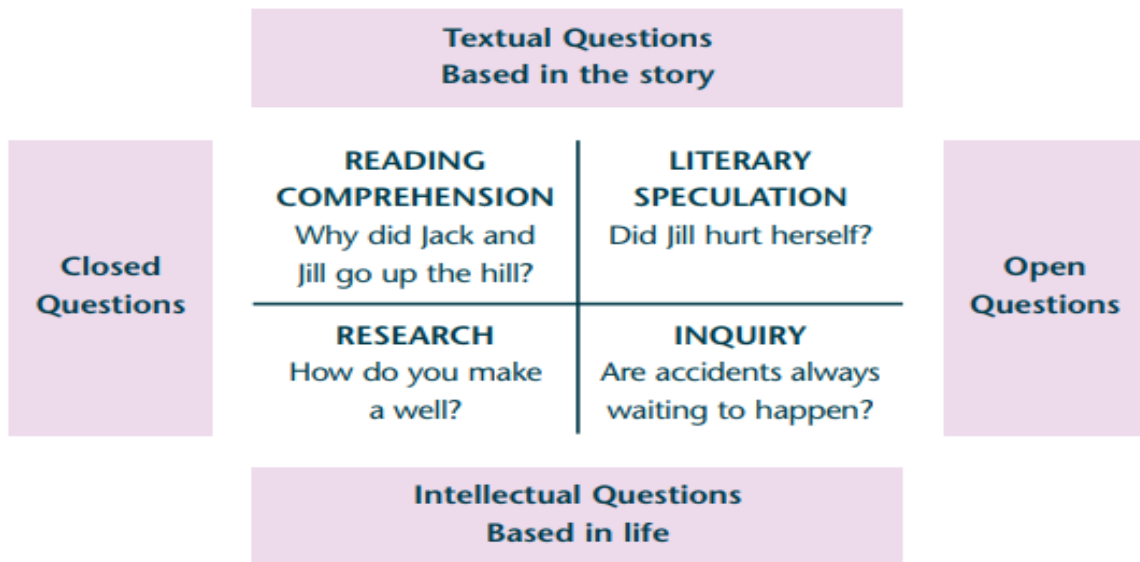 Textual Questions
Based in the story
Closed
Questions
READING
COMPREHENSION
Why did Jack and
Jill go up the hill?
LITERARY
SPECULATION
Did Jill hurt herself?
RESEARCH
How do you make
a well?
INQUIRY
Are accidents always
waiting to happen?
Open
Questions
Intellectual Questions
Based in life